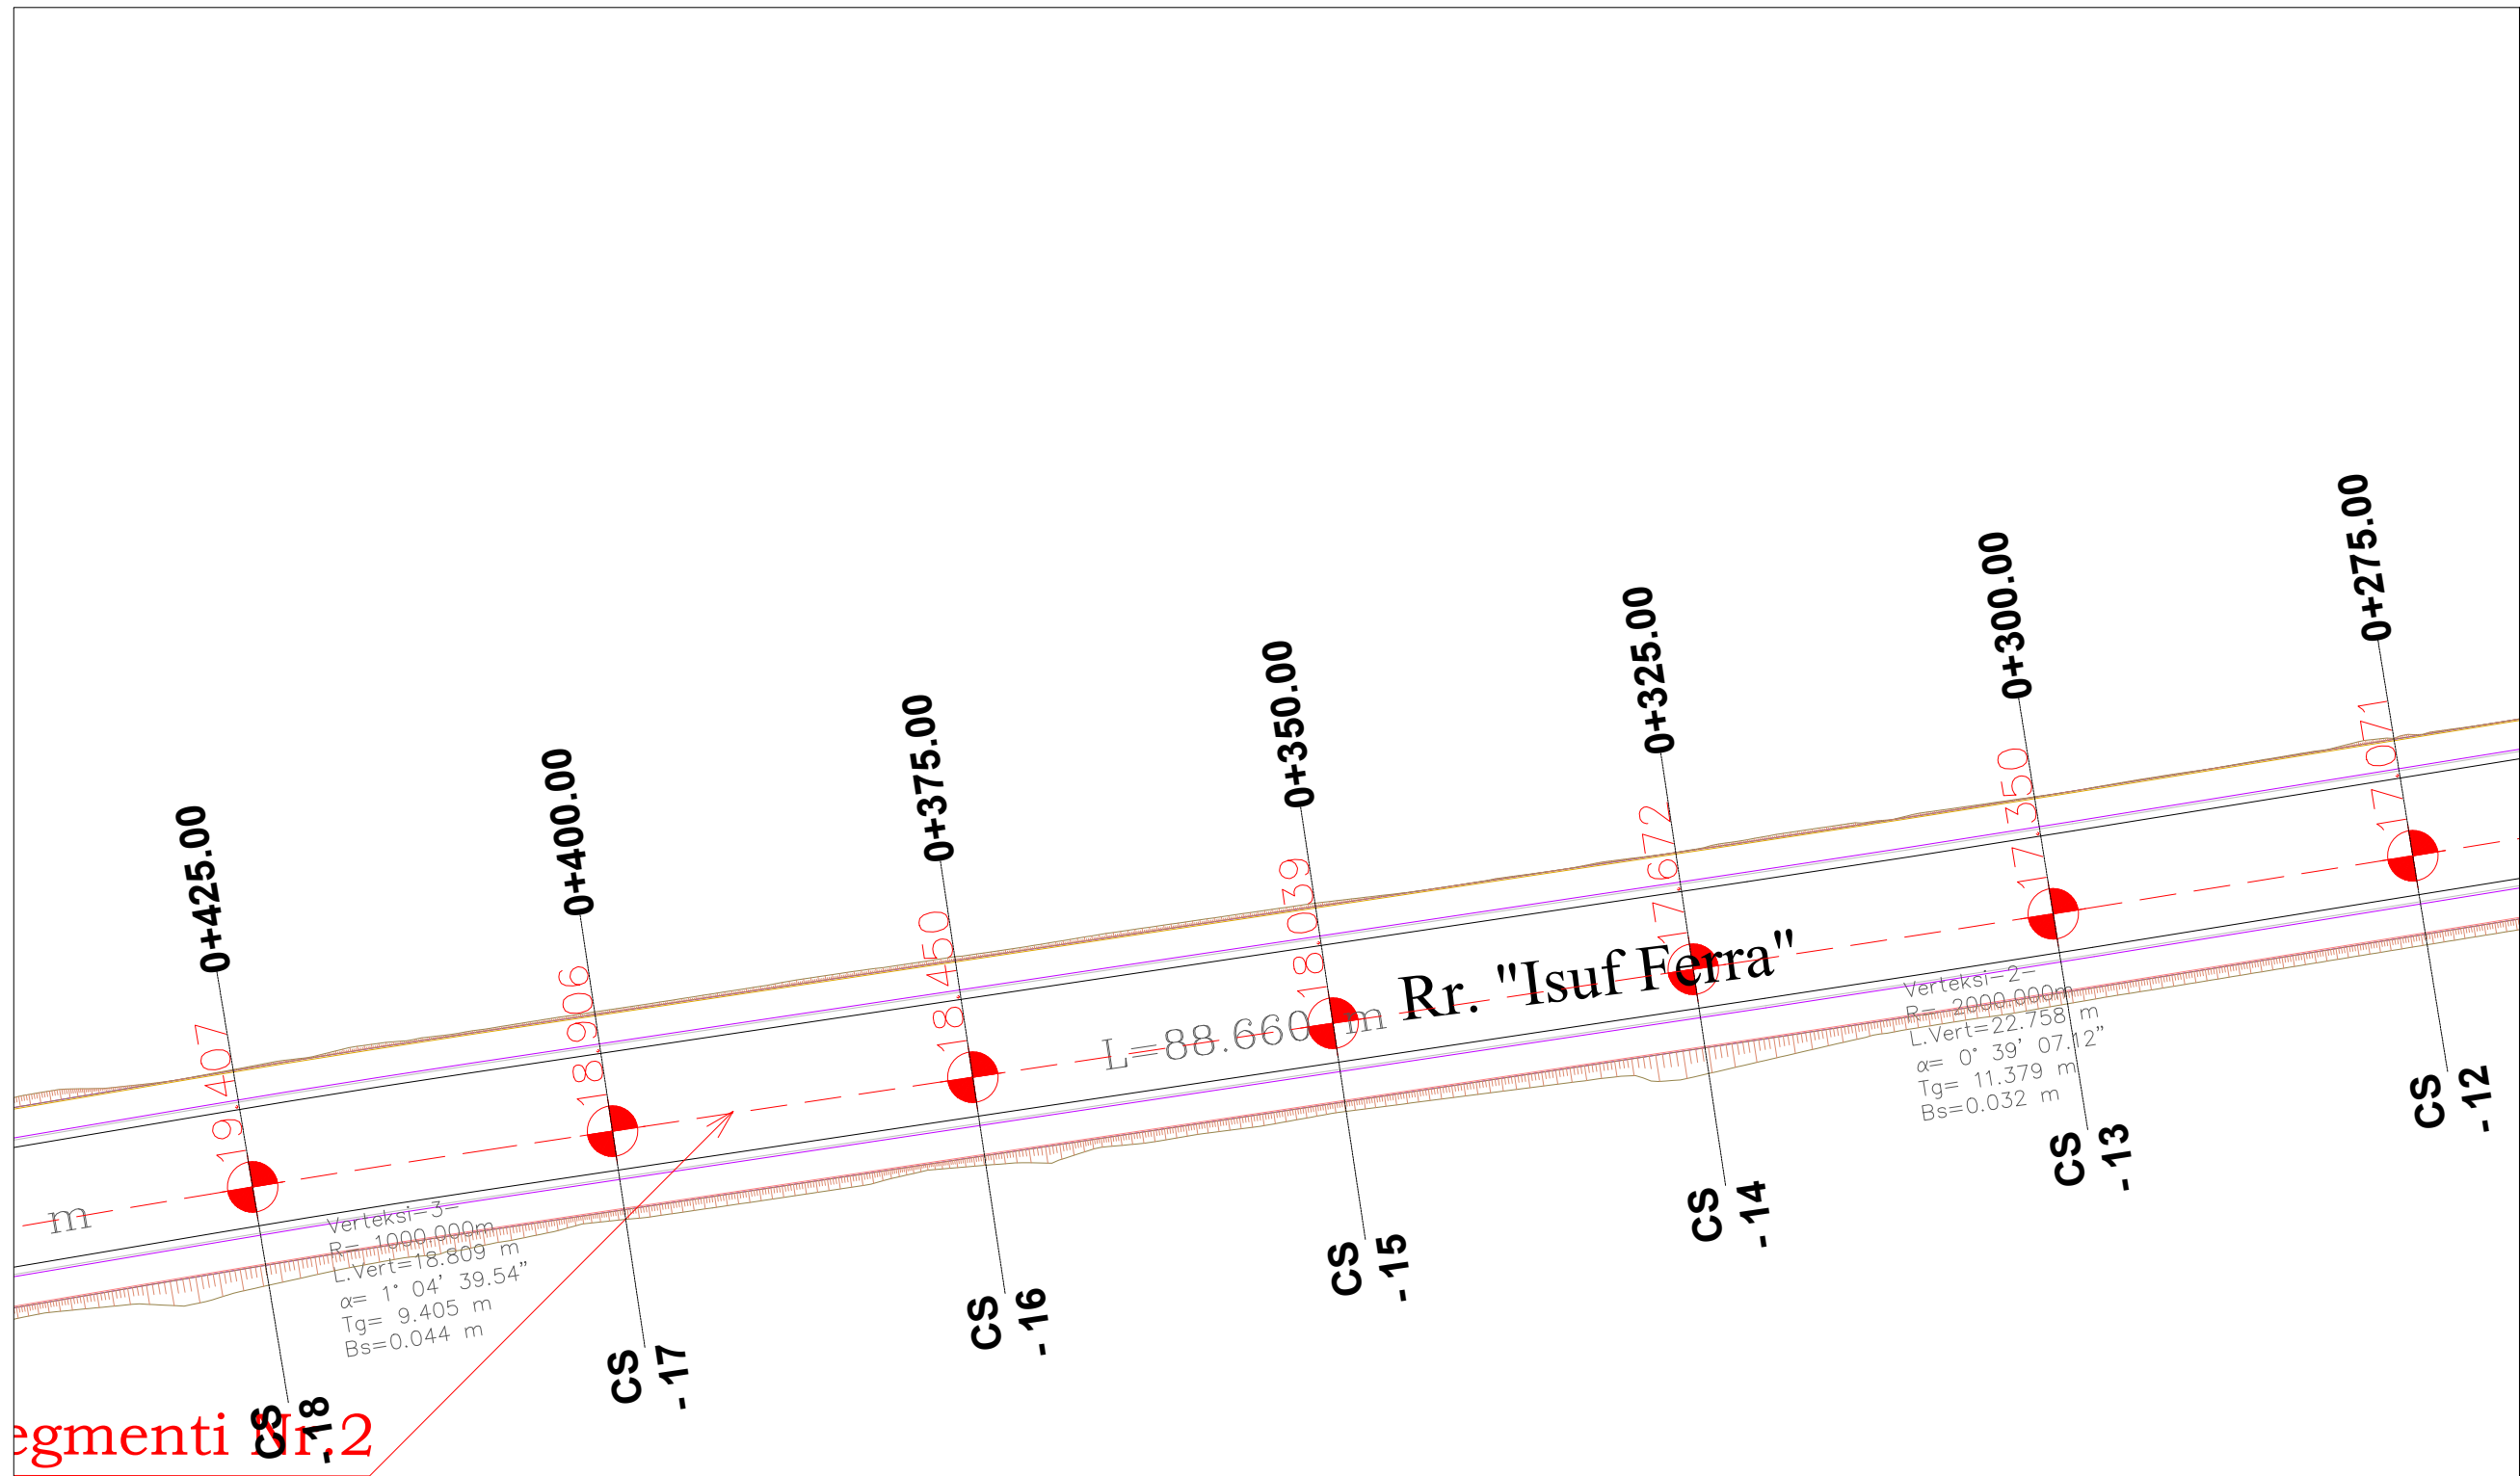 0+425.00
0+400.00
0+375.00
0+350.00
0+325.00
0+300.00
0+275.00
19.407
18.906
18.450
18.039
17.672
17.350
17.071
m
L=88.660 m
Rr. "Isuf Ferra"
Verteksi-3-
R= 1000.000m
L.Vert=18.809 m
α= 1° 04' 39.54"
Tg= 9.405 m
Bs=0.044 m
Verteksi-2-
R= 2000.000m
L.Vert=22.758 m
α= 0° 39' 07.12"
Tg= 11.379 m
Bs=0.032 m
CS
- 18
CS
- 17
CS
- 16
CS
- 15
CS
- 14
CS
- 13
CS
- 12
egmenti Nr.2